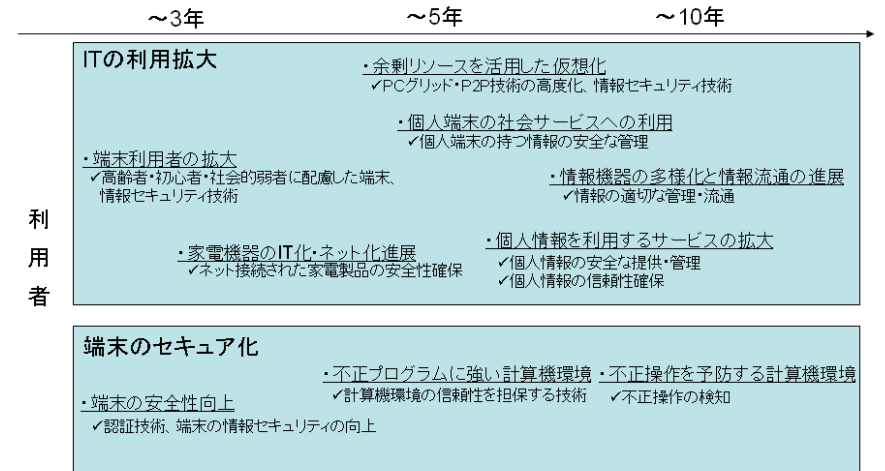 ～3年
～5年
～10年
ITの利用拡大
・余剰リソースを活用した仮想化
✓PCグリッド・P2P技術の高度化、情報セキュリティ技術
・個人端末の社会サービスへの利用
✓個人端末の持つ情報の安全な管理
・端末利用者の拡大
✓高齢者・初心者・社会的弱者に配慮した端末、
情報セキュリティ技術
・情報機器の多様化と情報流通の進展
✓情報の適切な管理・流通
利用者
・家電機器のIT化・ネット化進展
✓ネット接続された家電製品の安全性確保
・個人情報を利用するサービスの拡大
✓個人情報の安全な提供・管理
✓個人情報の信頼性確保
端末のセキュア化
・不正プログラムに強い計算機環境
✓計算機環境の信頼性を担保する技術
・不正操作を予防する計算機環境
✓不正操作の検知
・端末の安全性向上
✓認証技術、端末の情報セキュリティの向上